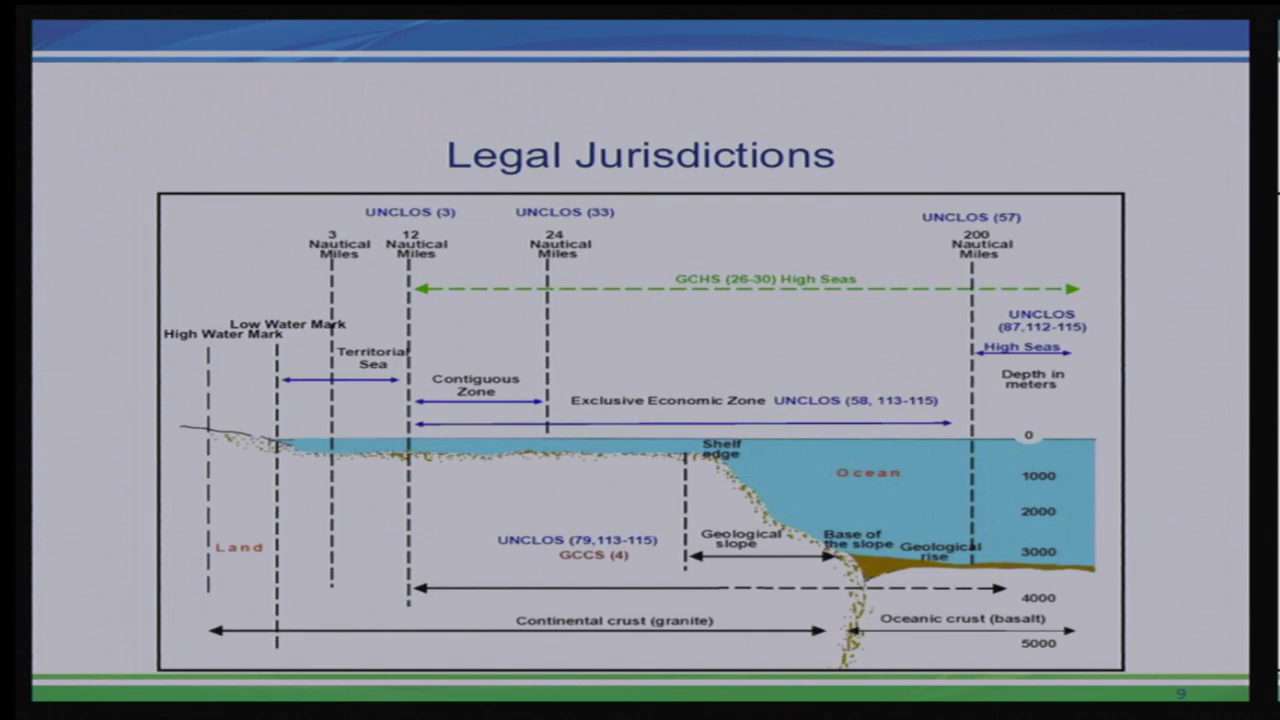 Legal Jurisdictions
UNCLOS (3)
UNCLOS (33)
UNCLOS (57)
3
Nautical
Miles
12
Nautical
Miles
24
Nautical
Miles
200
Nautical
Miles
GCHS (26-30) High Seas
UNCLOS
(87,112-115)
High Seas
Low Water Mark
High Water Mark
Territorial
Sea
Contiguous
Zone
Depth in
meters
Exclusive Economic Zone UNCLOS (58, 113-115)
0
Shelf
edge
Ocean
1000
2000
UNCLOS (79,113-115)
GCCS (4)
Geological
slope
Base of
the slope
Geological
rise
Land
3000
4000
Continental crust (granite)
Oceanic crust (basalt)
5000
9